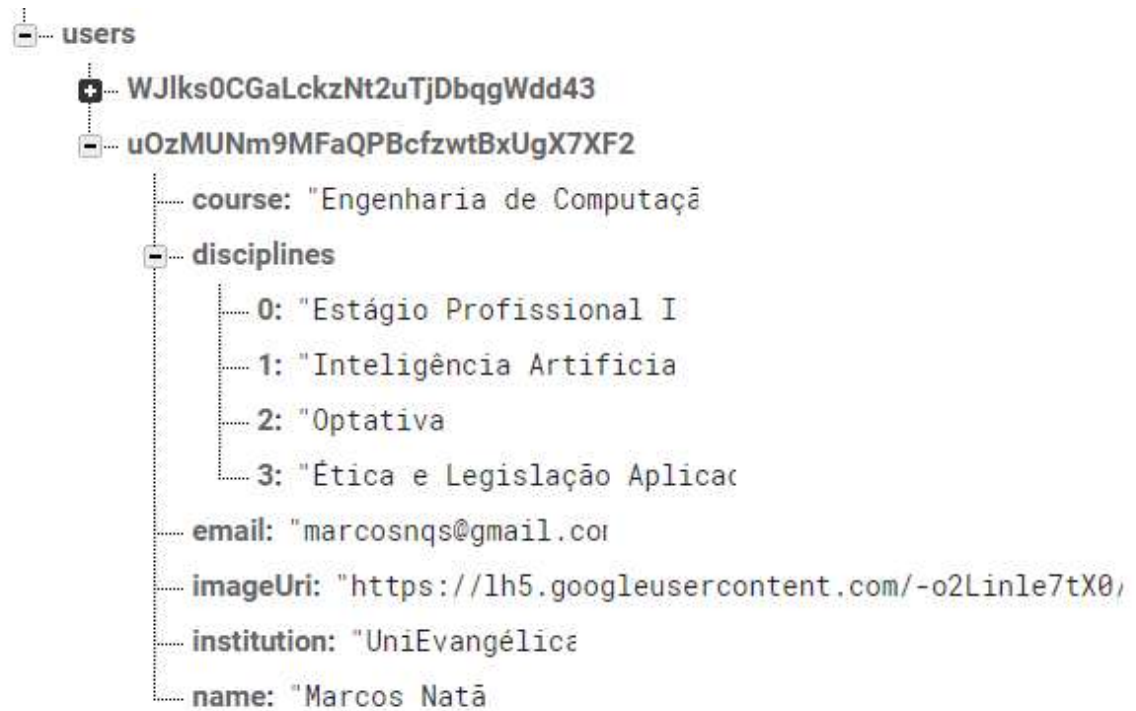 users
WJlks0CGaLckzNt2uTjDbqgWdd43
uOzMUNm9MFaQPBcfzwtBxUgX7XF2
course: "Engenharia de Computaçã
disciplines
0: "Estágio Profissional I
1: "Inteligência Artificia
2: "Optativa
3: "Ética e Legislação Aplicac
email: "marcosnqs@gmail.cor
imageUri: "https://lh5.googleusercontent.com/-o2Linle7tX0/
institution: "UniEvangélica
name: "Marcos Natã